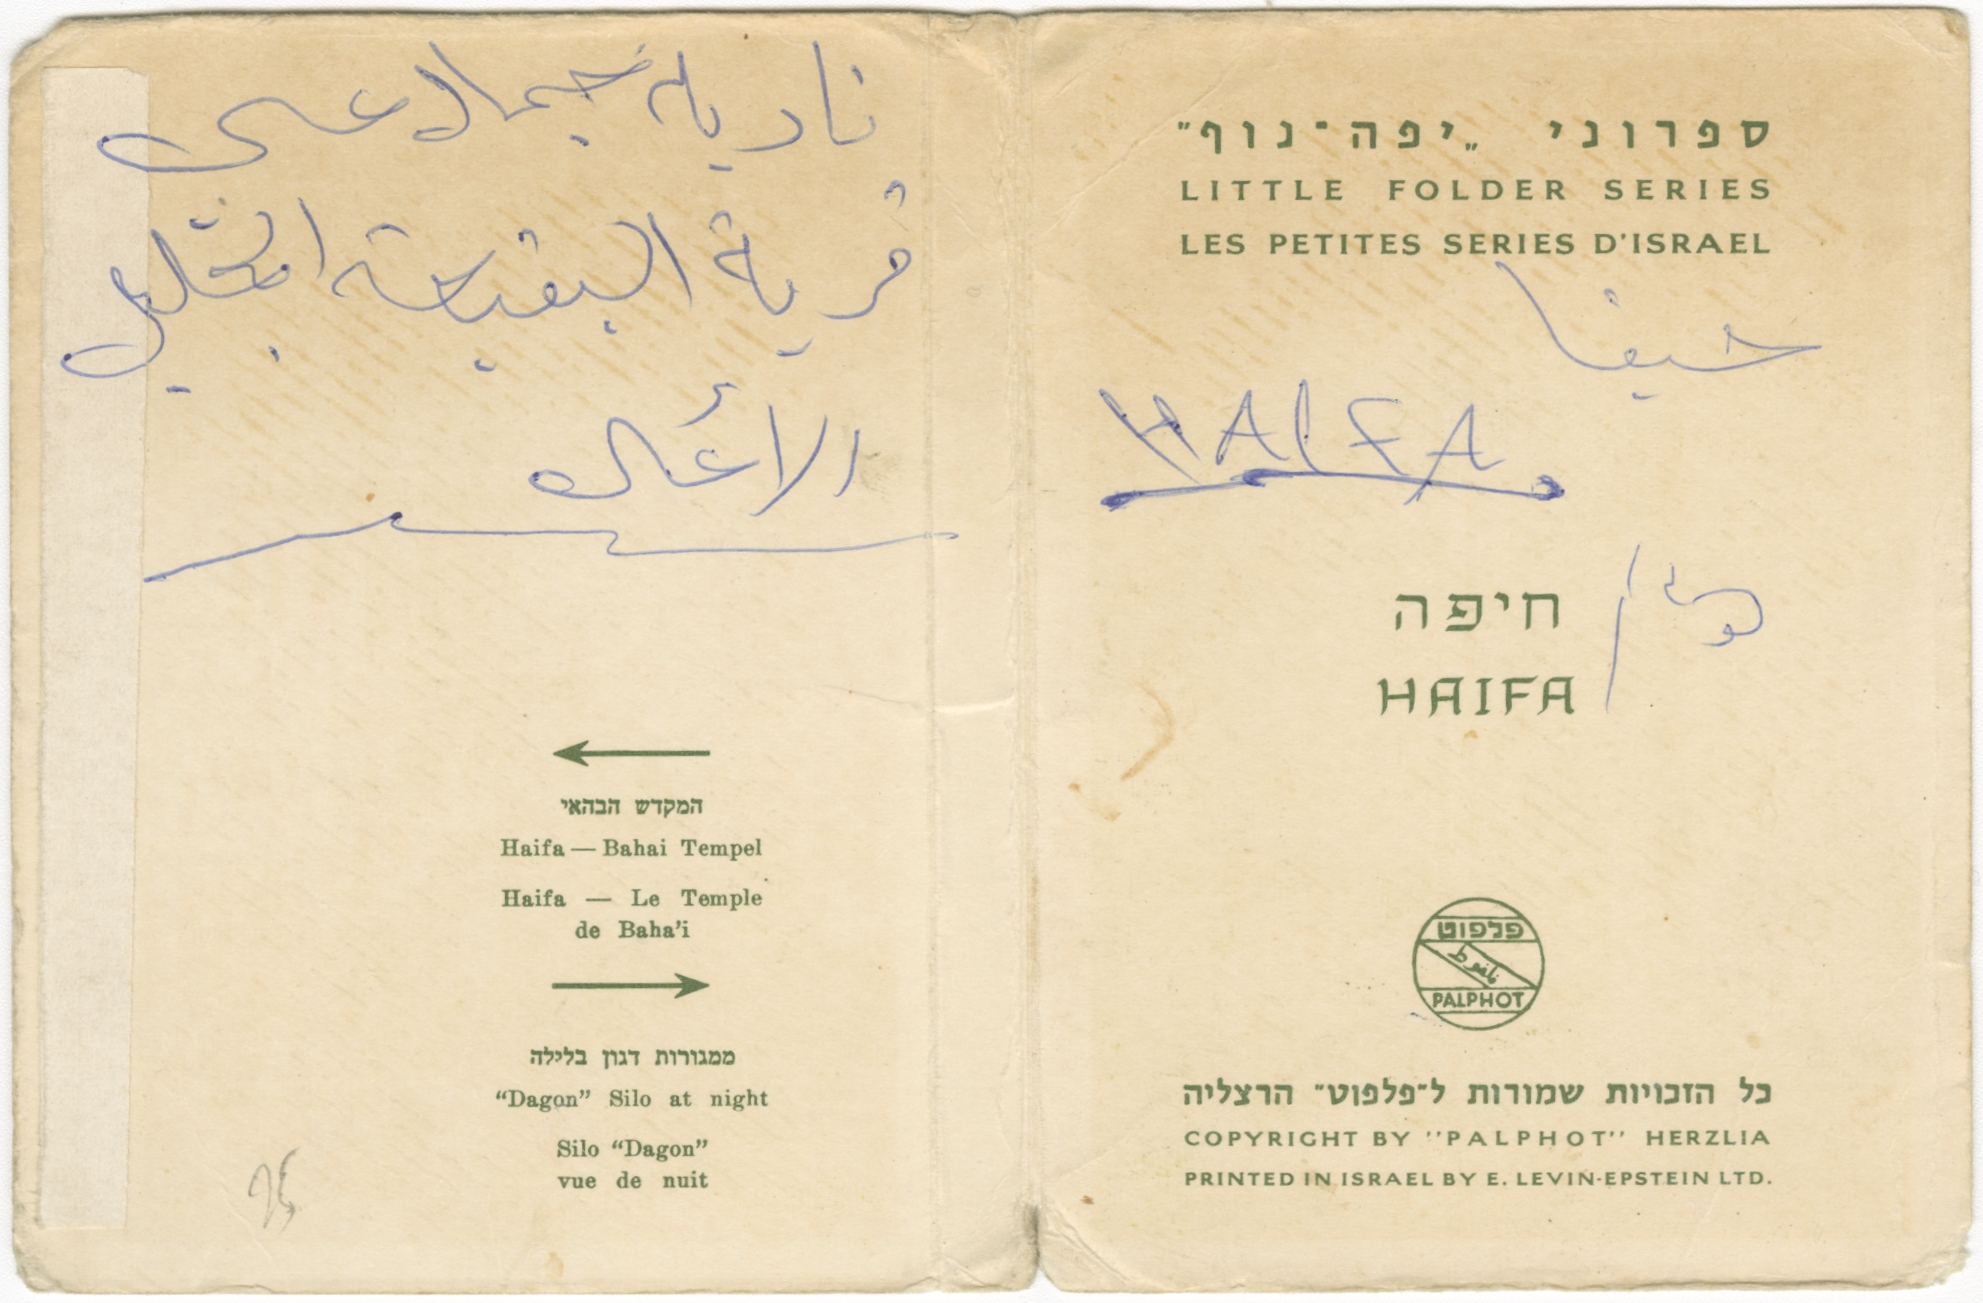 نادية جمال علي
قرية البقيعة الجليل
الأعلى
המקדש הבהאי
Haifa — Bahai Tempel
Haifa — Le Temple
de Baha'i
ממגורות דגון בלילה
“Dagon” Silo at night
Silo “Dagon”
vue de nuit
ספרוני „יפה־נוף”
LITTLE FOLDER SERIES
LES PETITES SERIES D'ISRAEL
حيفا
HAIFA
חיפה
HAIFA
פלפוט
PALPHOT
כל הזכויות שמורות ל־פלפוט״ הרצליה
COPYRIGHT BY ''PALPHOT'' HERZLIA
PRINTED IN ISRAEL BY E. LEVIN-EPSTEIN LTD.